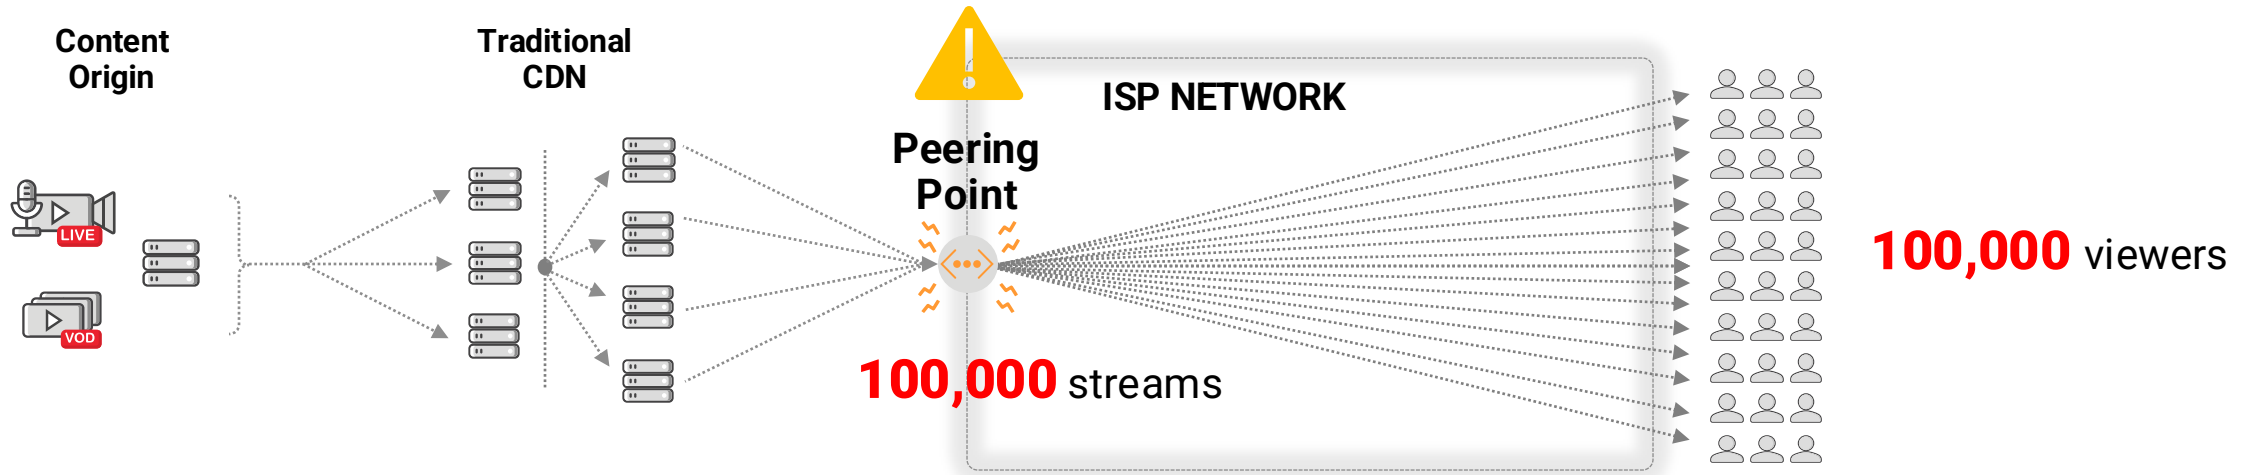 Content
Origin
Traditional
CDN
ISP NETWORK
Peering
Point
LIVE
VOD
100,000 viewers
100,000 streams